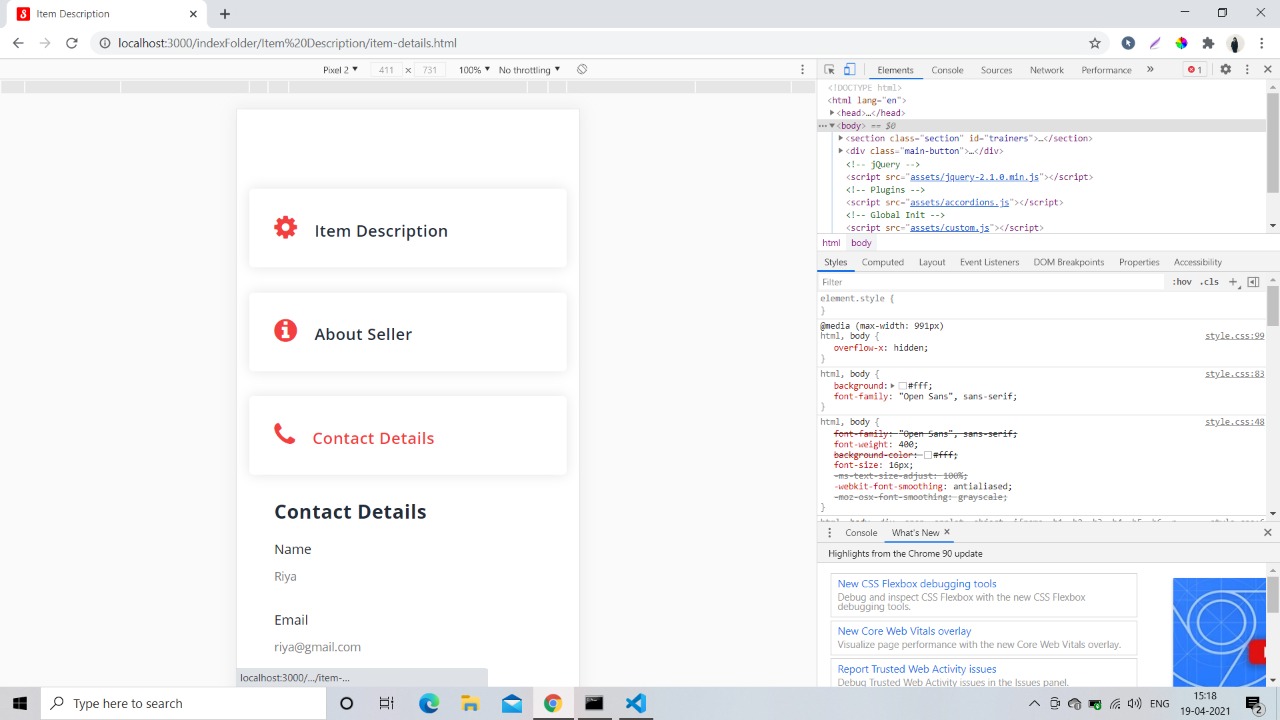 Item Description
localhost:3000/indexFolder/Item%20Description/item-details.html
Pixel 2 411 × 731 100% No throttling
Elements Console Sources Network Performance » 1
<!DOCTYPE html>
<html lang="en">
<head>…</head>
<body> == $0
<section class="section" id="trainers">…</section>
<div class="main-button">…</div>
<!-- jQuery -->
<script src="assets/jquery-2.1.0.min.js"></script>
<!-- Plugins -->
<script src="assets/accordions.js"></script>
<!-- Global Init -->
<script src="assets/custom.js"></script>
html body
Styles Computed Layout Event Listeners DOM Breakpoints Properties Accessibility
Filter :hov .cls +
element.style {
}
@media (max-width: 991px)
html, body { style.css:99
overflow-x: hidden;
}
html, body { style.css:83
background: #fff;
font-family: "Open Sans", sans-serif;
}
html, body { style.css:48
font-family: "Open Sans", sans-serif;
font-weight: 400;
background-color: #fff;
font-size: 16px;
-ms-text-size-adjust: 100%;
-webkit-font-smoothing: antialiased;
-moz-osx-font-smoothing: grayscale;
}
Console What's New
Highlights from the Chrome 90 update
New CSS Flexbox debugging tools
Debug and inspect CSS Flexbox with the new CSS Flexbox
debugging tools.
New Core Web Vitals overlay
Visualize page performance with the new Core Web Vitals overlay.
Report Trusted Web Activity issues
Debug Trusted Web Activity issues in the Issues panel.
Item Description
About Seller
Contact Details
Contact Details
Name
Riya
Email
riya@gmail.com
localhost:3000/.../item-...
Type here to search
ENG
15:18
19-04-2021
2